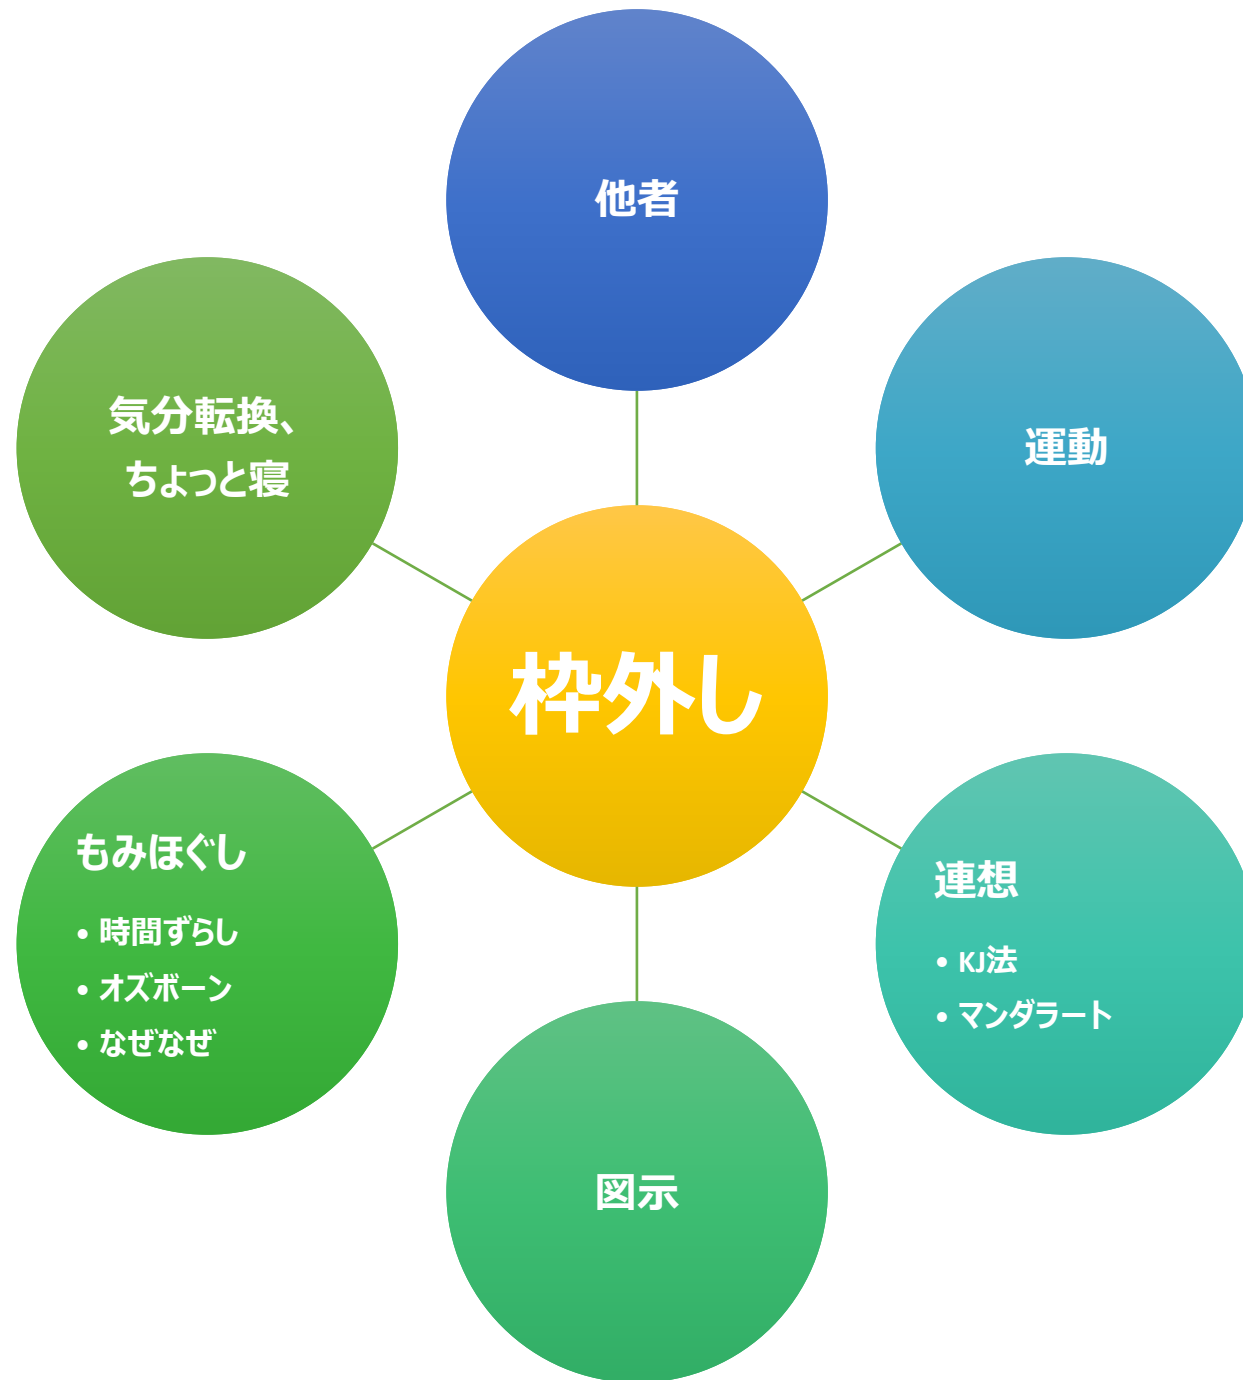 他者
気分転換、
ちょっと寝
運動
枠外し
もみほぐし
• 時間ずらし
• オズボーン
• なぜなぜ
連想
• KJ法
• マンダラート
図示